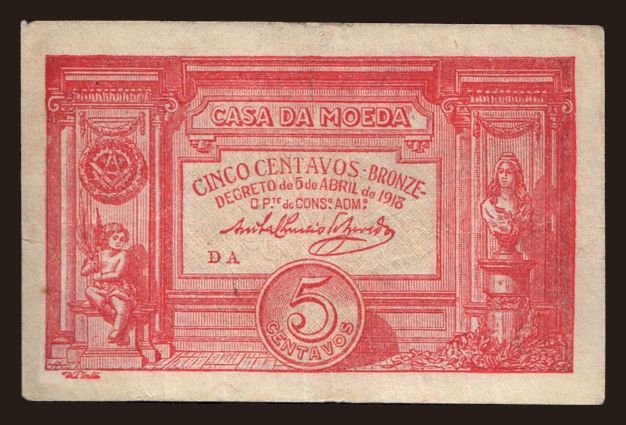 CASA DA MOEDA
CINCO CENTAVOS-BRONZE-
DECRETO de 5 de ABRIL de 1918
O P.te do CONS.º ADM.º
DA
5
CENTAVOS